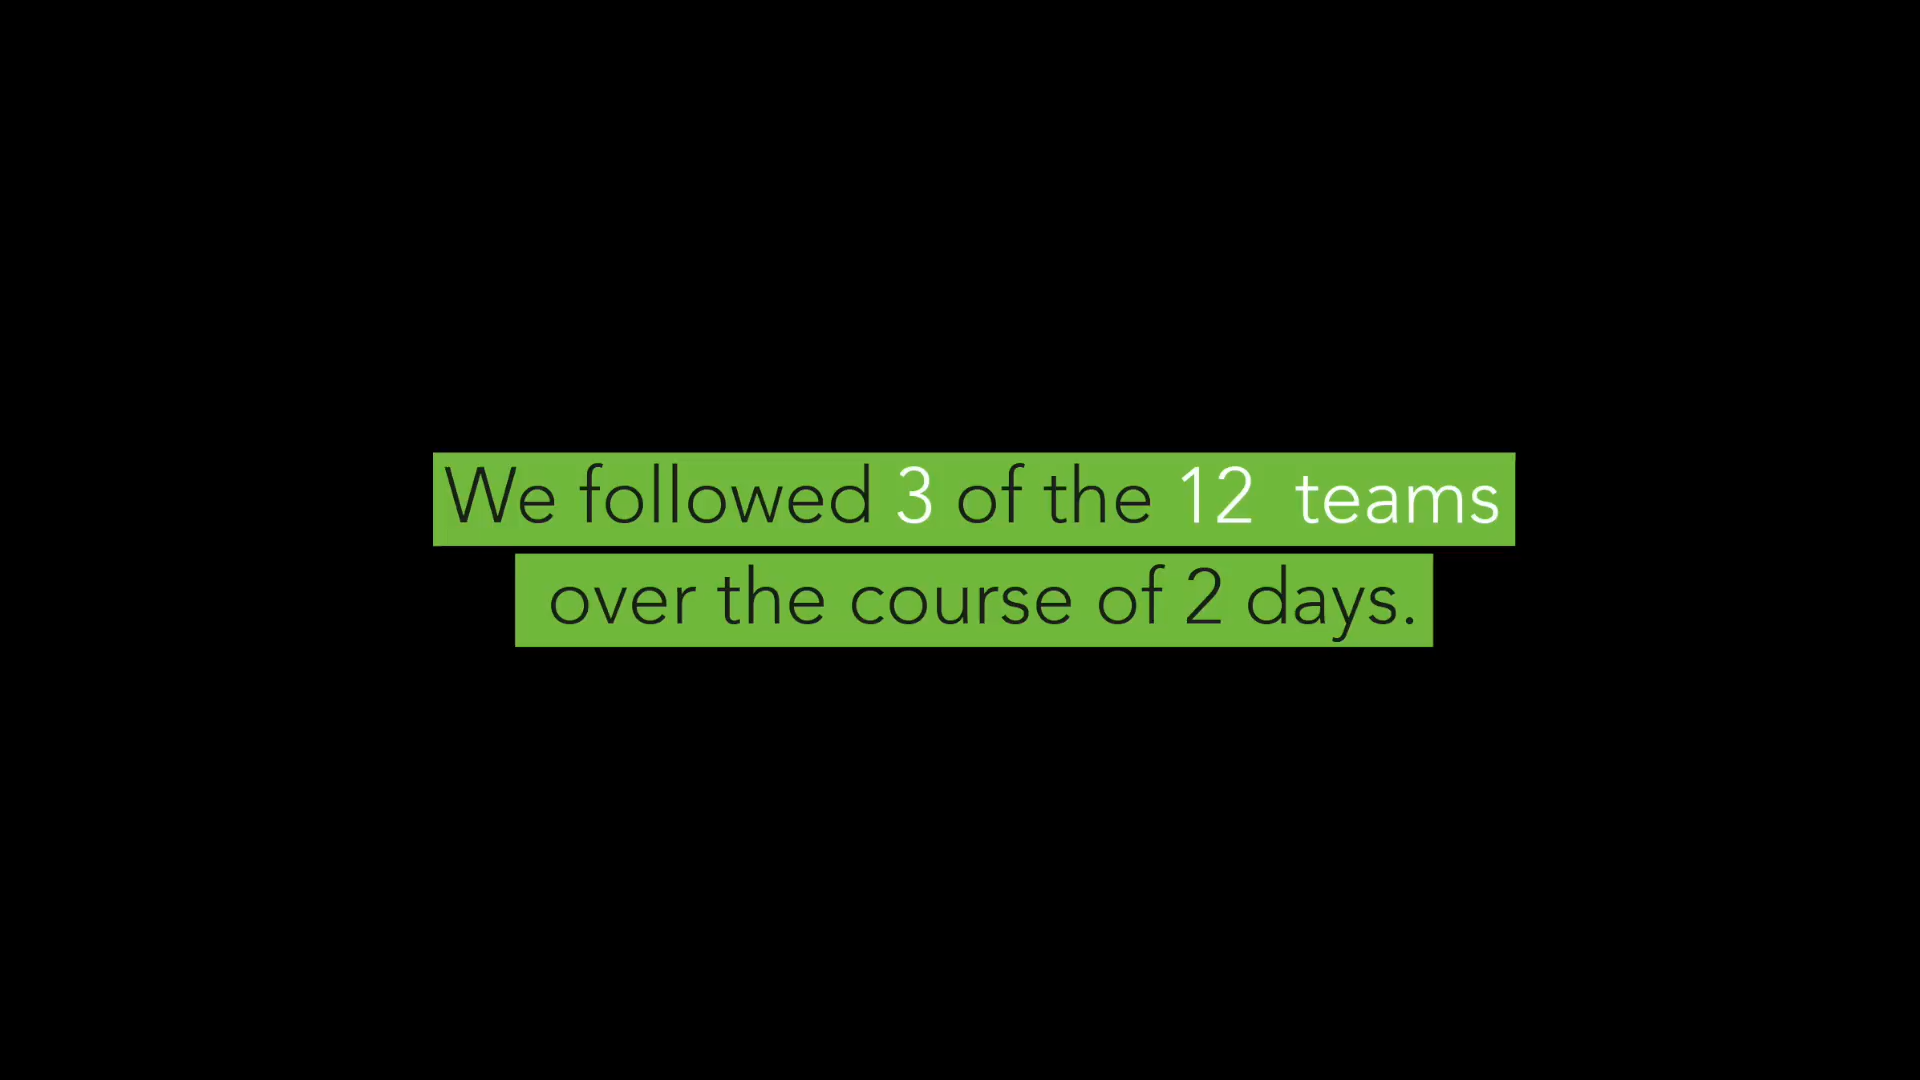 We followed 3 of the 12 teams
over the course of 2 days.